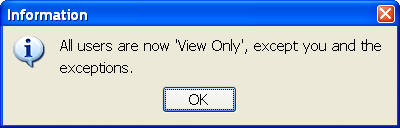 Information
All users are now 'View Only', except you and the
exceptions.
OK